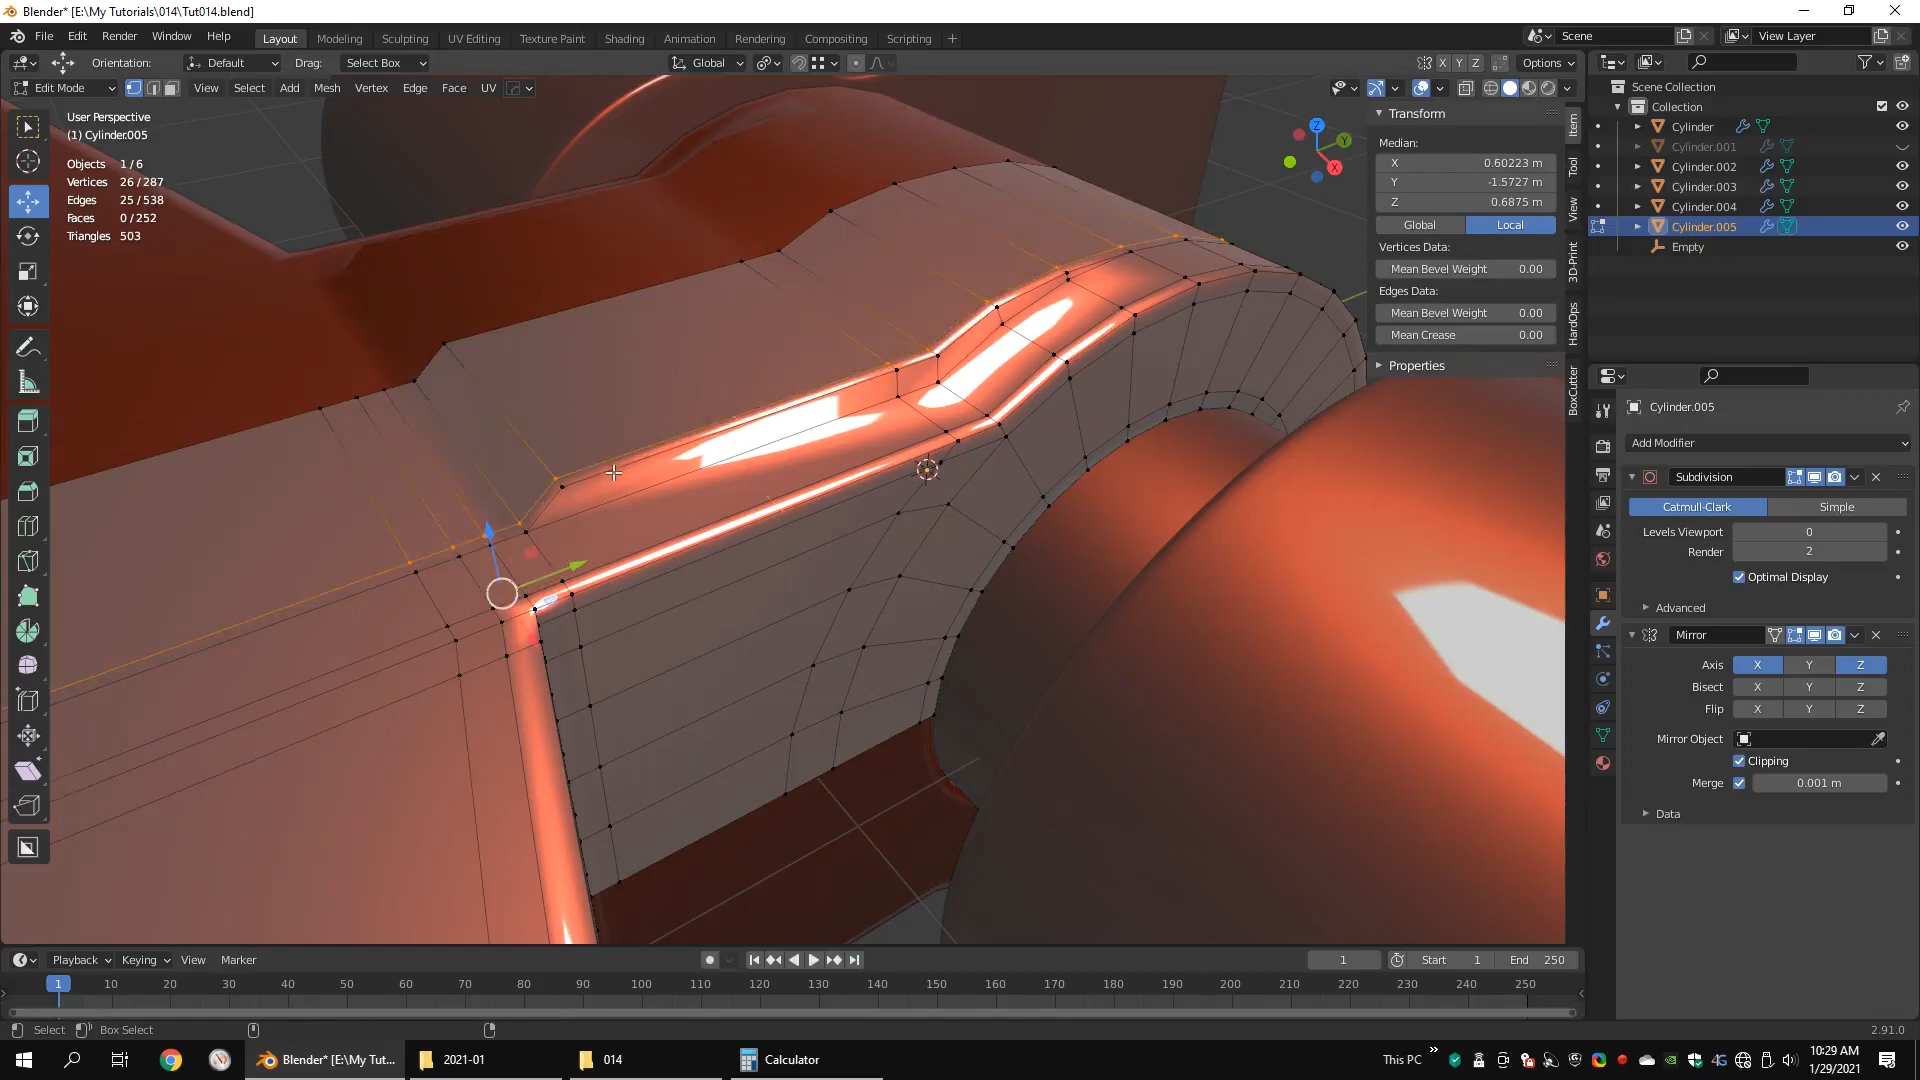 Blender* [E:\My Tutorials\014\Tut014.blend]
File Edit Render Window Help Layout Modeling Sculpting UV Editing Texture Paint Shading Animation Rendering Compositing Scripting Scene View Layer
Orientation: Default Drag: Select Box Global X Y Z Options
Edit Mode View Select Add Mesh Vertex Edge Face UV
User Perspective
(1) Cylinder.005
Objects 1 / 6
Vertices 26 / 287
Edges 25 / 538
Faces 0 / 252
Triangles 503
Z
Y
X
Transform
Median:
X 0.60223 m
Y -1.5727 m
Z 0.6875 m
Global Local
Vertices Data:
Mean Bevel Weight 0.00
Edges Data:
Mean Bevel Weight 0.00
Mean Crease 0.00
Properties
Item
Tool
View
3D-Print
HardOps
BoxCutter
Scene Collection
Collection
Cylinder
Cylinder.001
Cylinder.002
Cylinder.003
Cylinder.004
Cylinder.005
Empty
Cylinder.005
Add Modifier
Subdivision
Catmull-Clark Simple
Levels Viewport 0
Render 2
Optimal Display
Advanced
Mirror
Axis X Y Z
Bisect X Y Z
Flip X Y Z
Mirror Object
Clipping
Merge 0.001 m
Data
Playback Keying View Marker 1 Start 1 End 250
1 10 20 30 40 50 60 70 80 90 100 110 120 130 140 150 160 170 180 190 200 210 220 230 240 250
Select Box Select 2.91.0
Blender* [E:\My Tut... 2021-01 014 Calculator This PC 4G 10:29 AM
1/29/2021